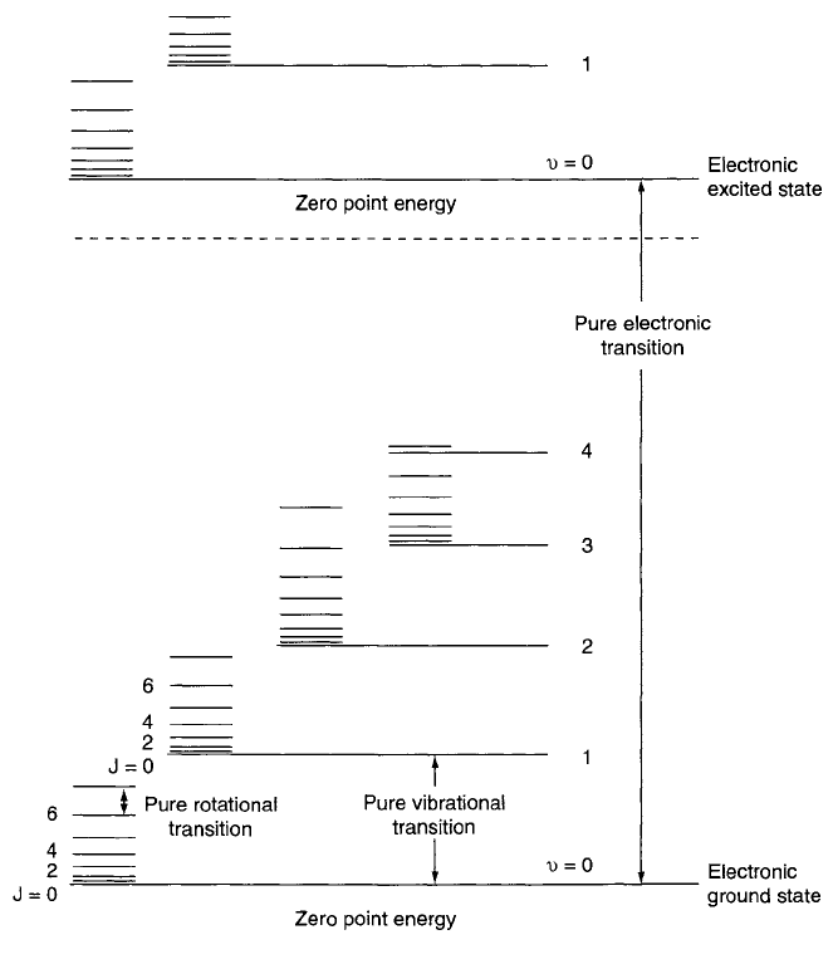 1
υ = 0
Electronic
excited state
Zero point energy
Pure electronic
transition
4
3
2
6
4
2
J = 0
1
6
4
2
J = 0
Pure rotational
transition
Pure vibrational
transition
υ = 0
Electronic
ground state
Zero point energy